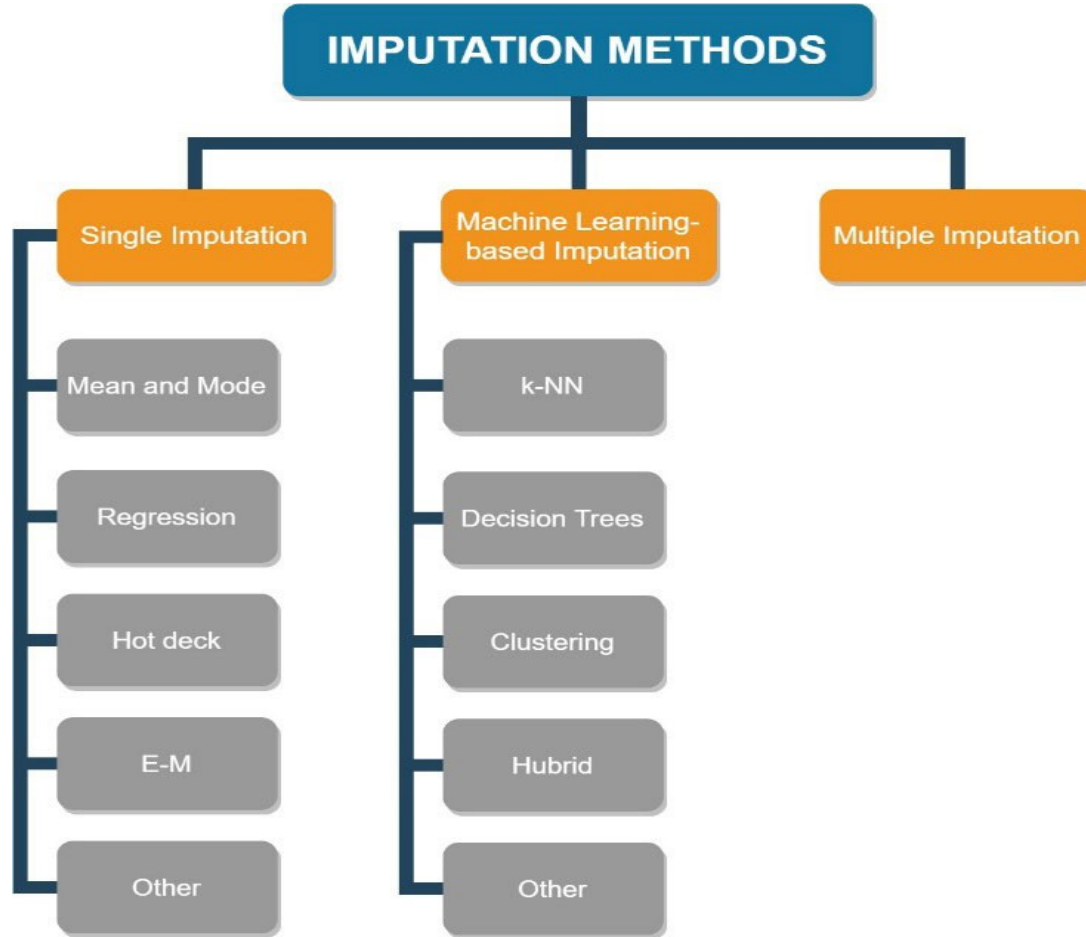 IMPUTATION METHODS
Single Imputation
Machine Learning-
based Imputation
Multiple Imputation
Mean and Mode
Regression
Hot deck
E-M
Other
k-NN
Decision Trees
Clustering
Hubrid
Other